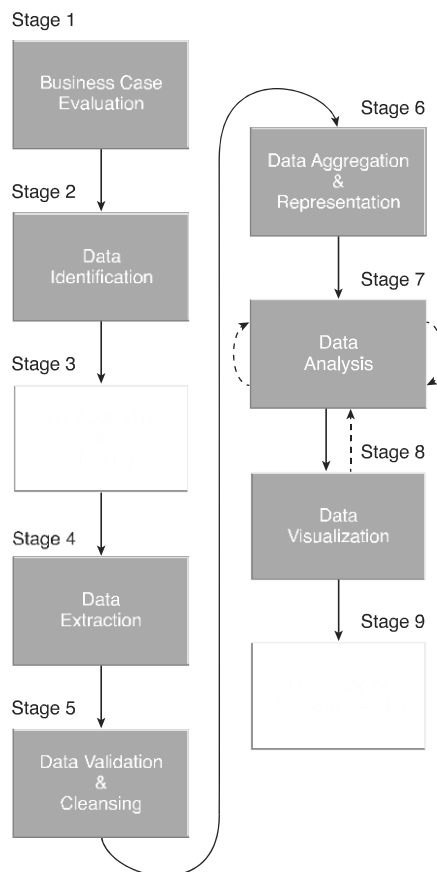 Stage 1
Business Case
Evaluation
Stage 2
Data
Identification
Stage 3
Stage 4
Data
Extraction
Stage 5
Data Validation
&
Cleansing
Stage 6
Data Aggregation
&
Representation
Stage 7
Data
Analysis
Stage 8
Data
Visualization
Stage 9